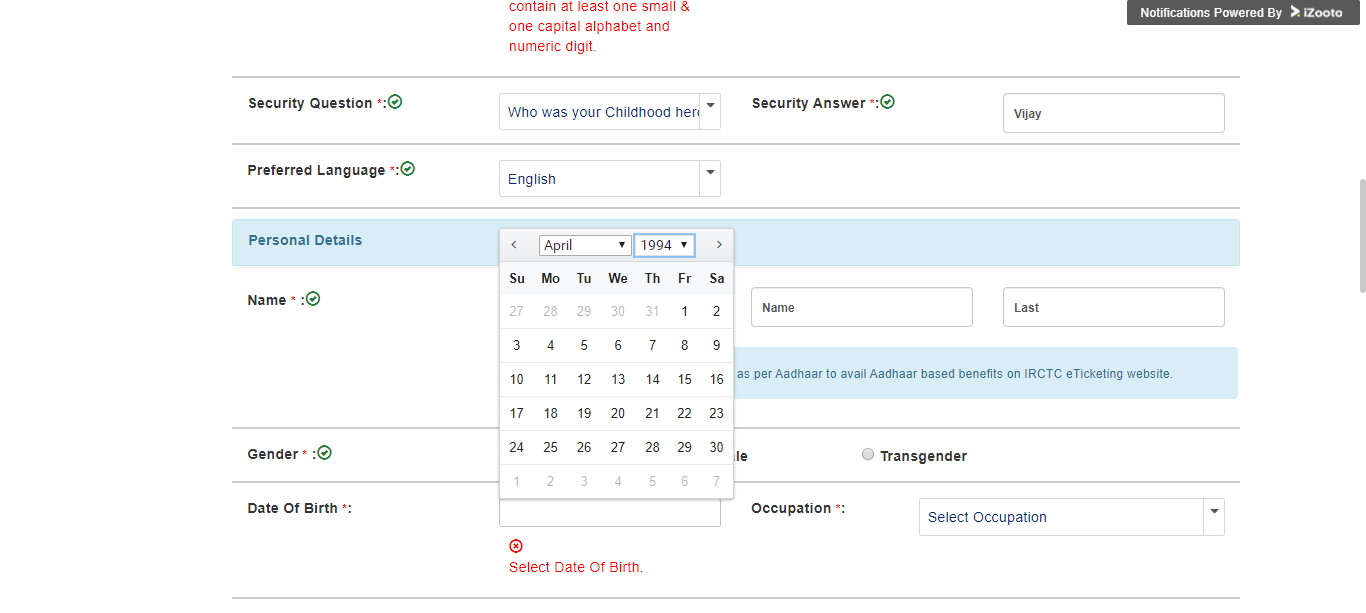 contain at least one small &
one capital alphabet and
numeric digit.
Notifications Powered By iZooto
Security Question *:
Who was your Childhood hero
Security Answer *:
Vijay
Preferred Language *:
English
Personal Details
‹ April 1994 ›
Su Mo Tu We Th Fr Sa
27 28 29 30 31 1 2
3 4 5 6 7 8 9
10 11 12 13 14 15 16
17 18 19 20 21 22 23
24 25 26 27 28 29 30
1 2 3 4 5 6 7
Name * :
Name
Last
as per Aadhaar to avail Aadhaar based benefits on IRCTC eTicketing website.
Gender * :
le
Transgender
Date Of Birth *:
Select Date Of Birth.
Occupation *:
Select Occupation